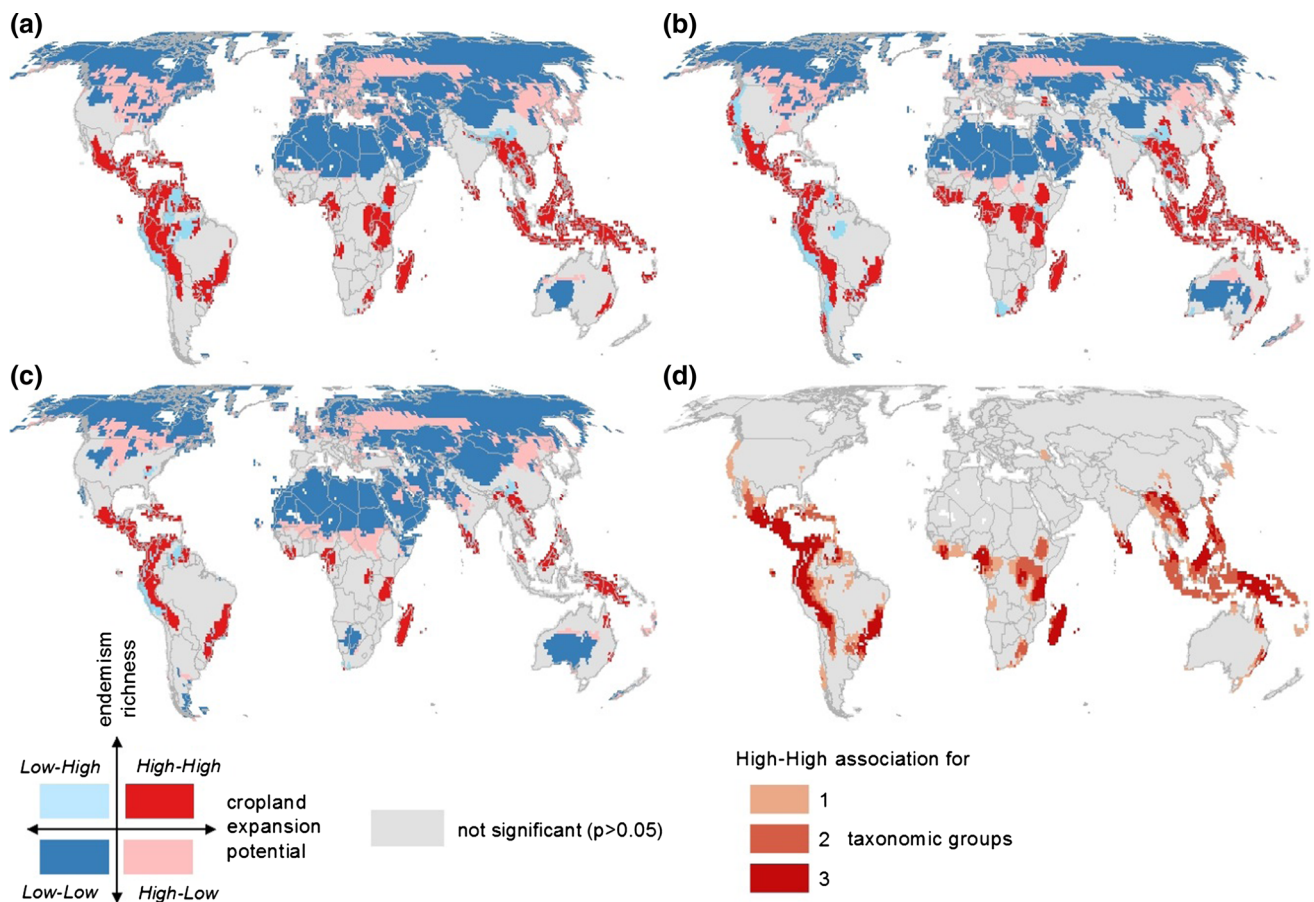 (a)
(b)
(c)
(d)
endemism
richness
Low-High
High-High
cropland
expansion
potential
Low-Low
High-Low
not significant (p>0.05)
High-High association for
1
2 taxonomic groups
3